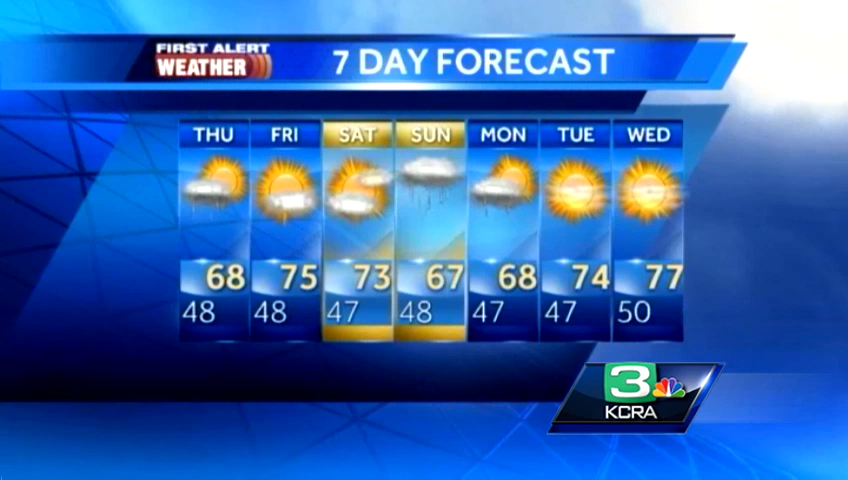 FIRST ALERT
WEATHER
7 DAY FORECAST
THU FRI SAT SUN MON TUE WED
68 75 73 67 68 74 77
48 48 47 48 47 47 50
3
KCRA